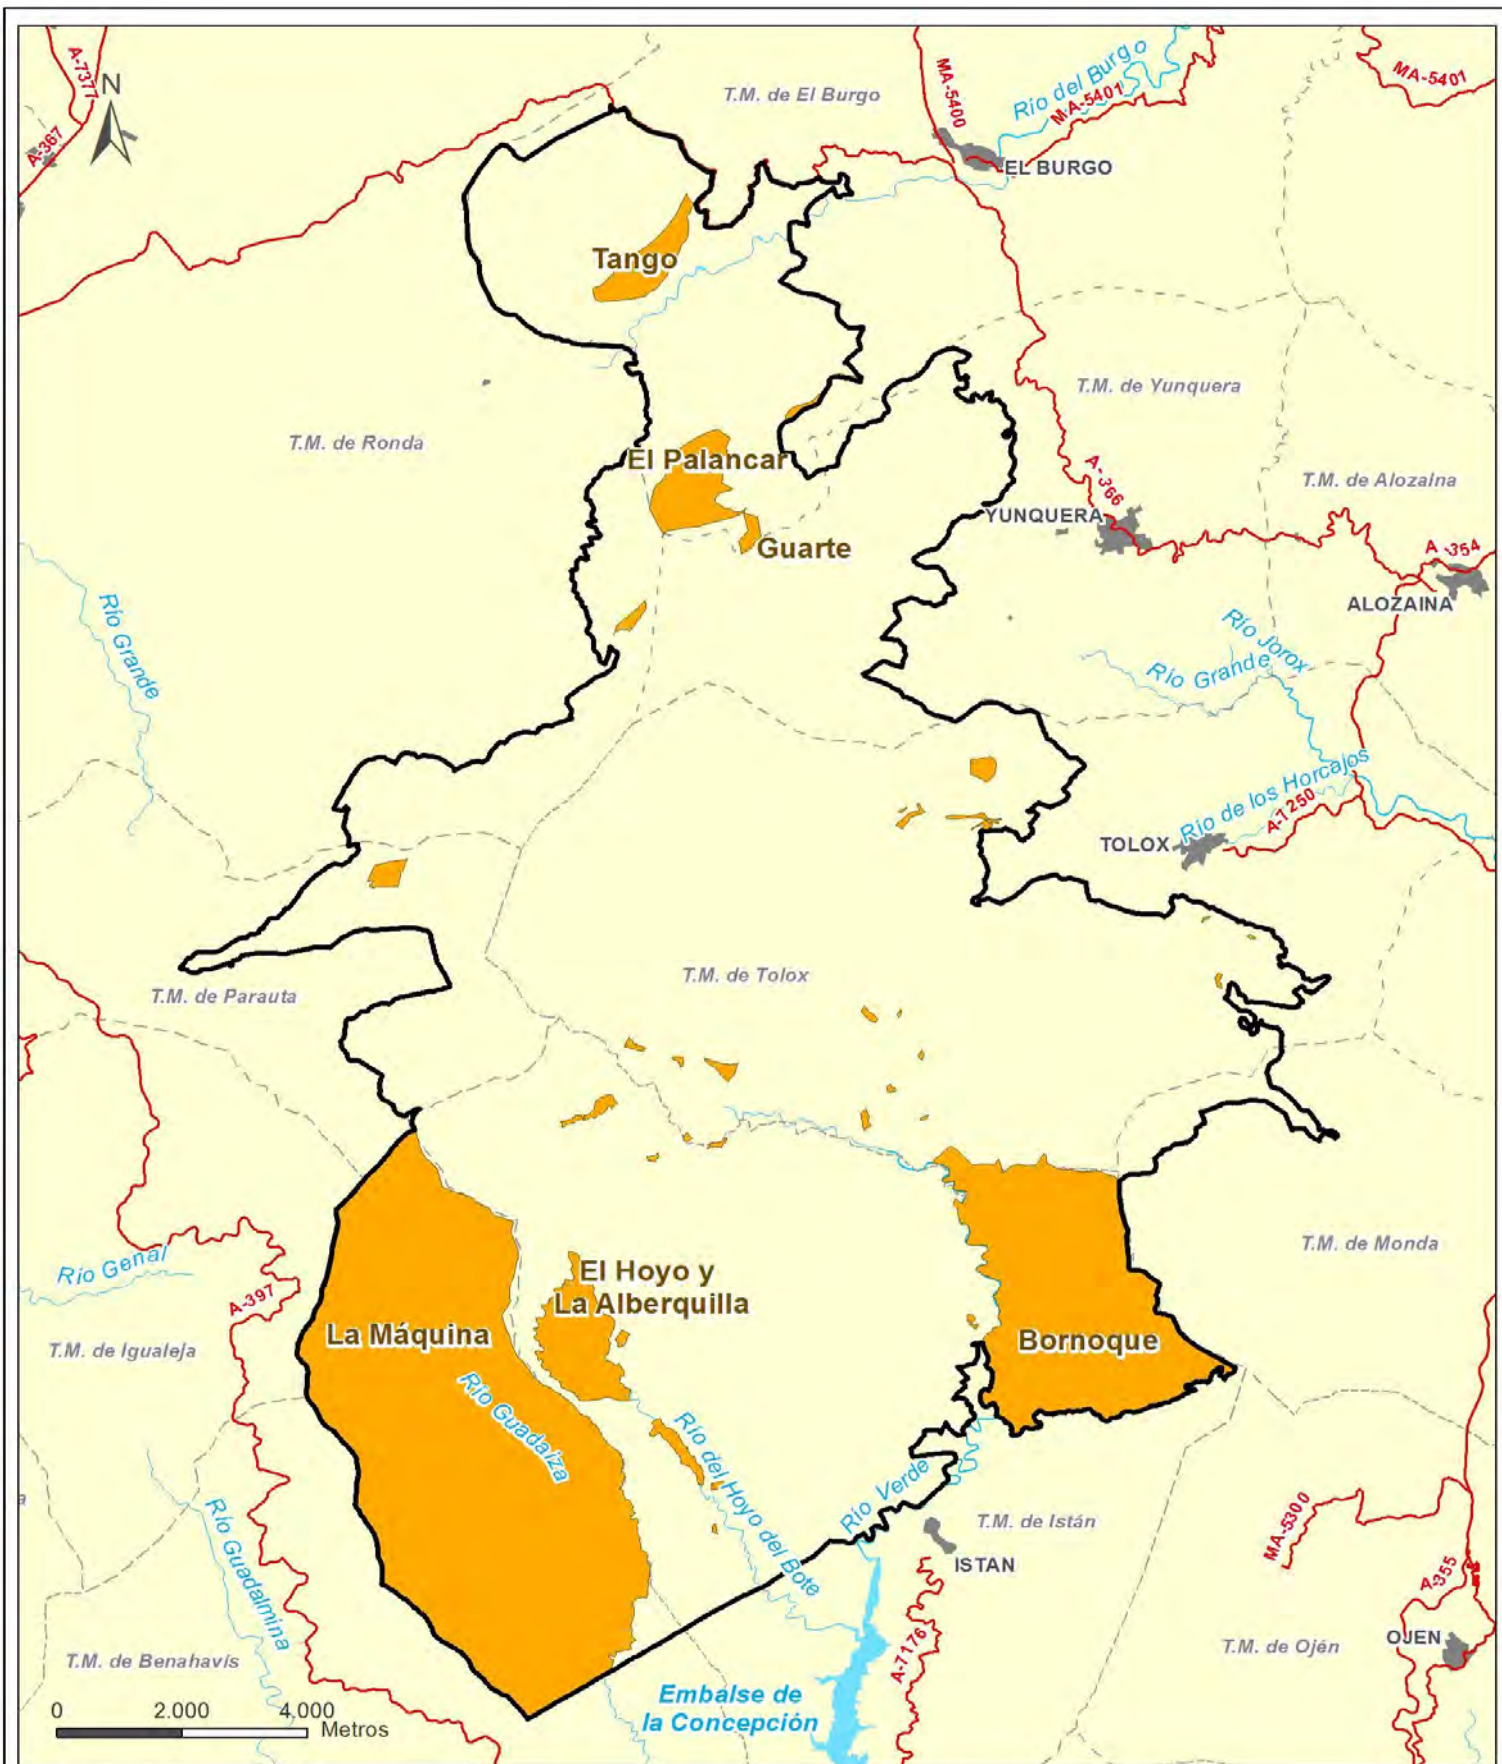 A-7377
N
A-367
T.M. de El Burgo
MA-5400
Río del Burgo
MA-5401
MA-5401
EL BURGO
Tango
T.M. de Yunquera
T.M. de Ronda
El Palancar
A-366
T.M. de Alozaina
YUNQUERA
Guarte
A-354
ALOZAINA
Río Grande
Río Jorox
Río Grande
Río de los Horcajos
A-7250
TOLOX
T.M. de Tolox
T.M. de Parauta
T.M. de Monda
Río Genal
A-397
El Hoyo y
La Alberquilla
La Máquina
Bornoque
T.M. de Igualeja
Río Guadaiza
Río del Hoyo del Bote
Río Verde
a
T.M. de Istán
MA-5300
ISTAN
Río Guadalmina
A-355
T.M. de Ojén
OJEN
A-7176
T.M. de Benahavís
Embalse de
la Concepción
0 2.000 4.000
Metros